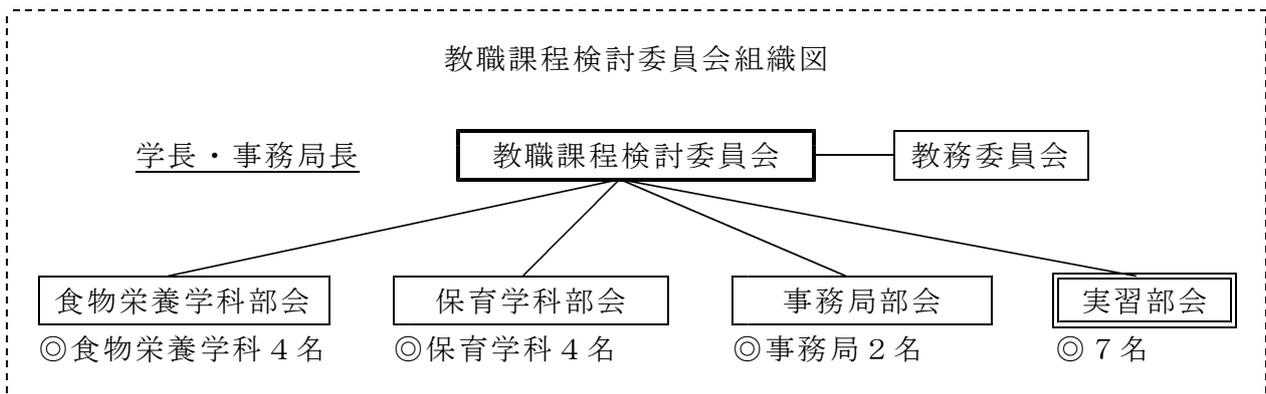 教職課程検討委員会組織図
学長・事務局長
教職課程検討委員会
教務委員会
食物栄養学科部会
保育学科部会
事務局部会
実習部会
◎食物栄養学科４名
◎保育学科４名
◎事務局２名
◎７名